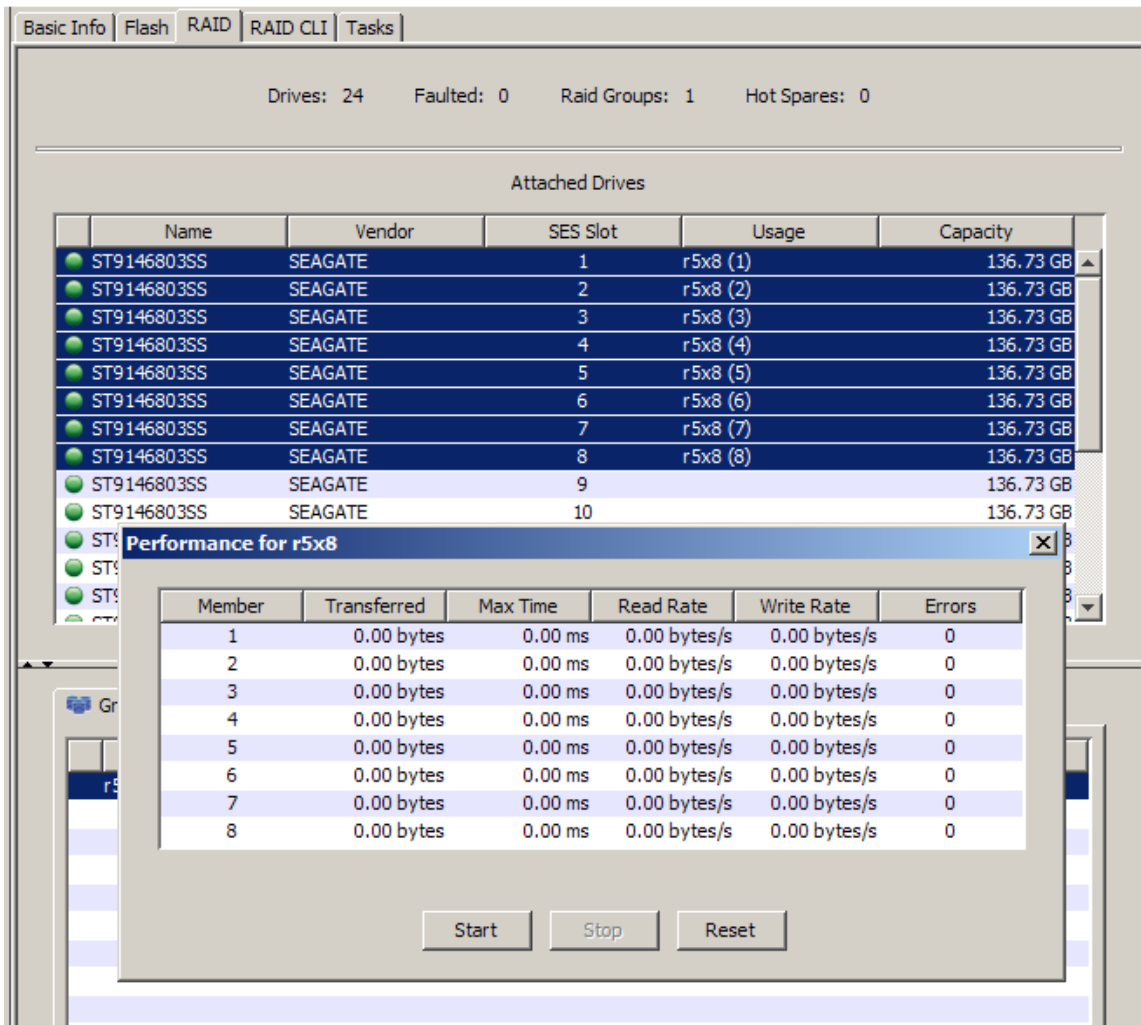 Basic Info Flash RAID RAID CLI Tasks
Drives: 24 Faulted: 0 Raid Groups: 1 Hot Spares: 0
Attached Drives
Name Vendor SES Slot Usage Capacity
ST9146803SS SEAGATE 1 r5x8 (1) 136.73 GB
ST9146803SS SEAGATE 2 r5x8 (2) 136.73 GB
ST9146803SS SEAGATE 3 r5x8 (3) 136.73 GB
ST9146803SS SEAGATE 4 r5x8 (4) 136.73 GB
ST9146803SS SEAGATE 5 r5x8 (5) 136.73 GB
ST9146803SS SEAGATE 6 r5x8 (6) 136.73 GB
ST9146803SS SEAGATE 7 r5x8 (7) 136.73 GB
ST9146803SS SEAGATE 8 r5x8 (8) 136.73 GB
ST9146803SS SEAGATE 9 136.73 GB
ST9146803SS SEAGATE 10 136.73 GB
Performance for r5x8
Member Transferred Max Time Read Rate Write Rate Errors
1 0.00 bytes 0.00 ms 0.00 bytes/s 0.00 bytes/s 0
2 0.00 bytes 0.00 ms 0.00 bytes/s 0.00 bytes/s 0
3 0.00 bytes 0.00 ms 0.00 bytes/s 0.00 bytes/s 0
4 0.00 bytes 0.00 ms 0.00 bytes/s 0.00 bytes/s 0
5 0.00 bytes 0.00 ms 0.00 bytes/s 0.00 bytes/s 0
6 0.00 bytes 0.00 ms 0.00 bytes/s 0.00 bytes/s 0
7 0.00 bytes 0.00 ms 0.00 bytes/s 0.00 bytes/s 0
8 0.00 bytes 0.00 ms 0.00 bytes/s 0.00 bytes/s 0
Start Stop Reset